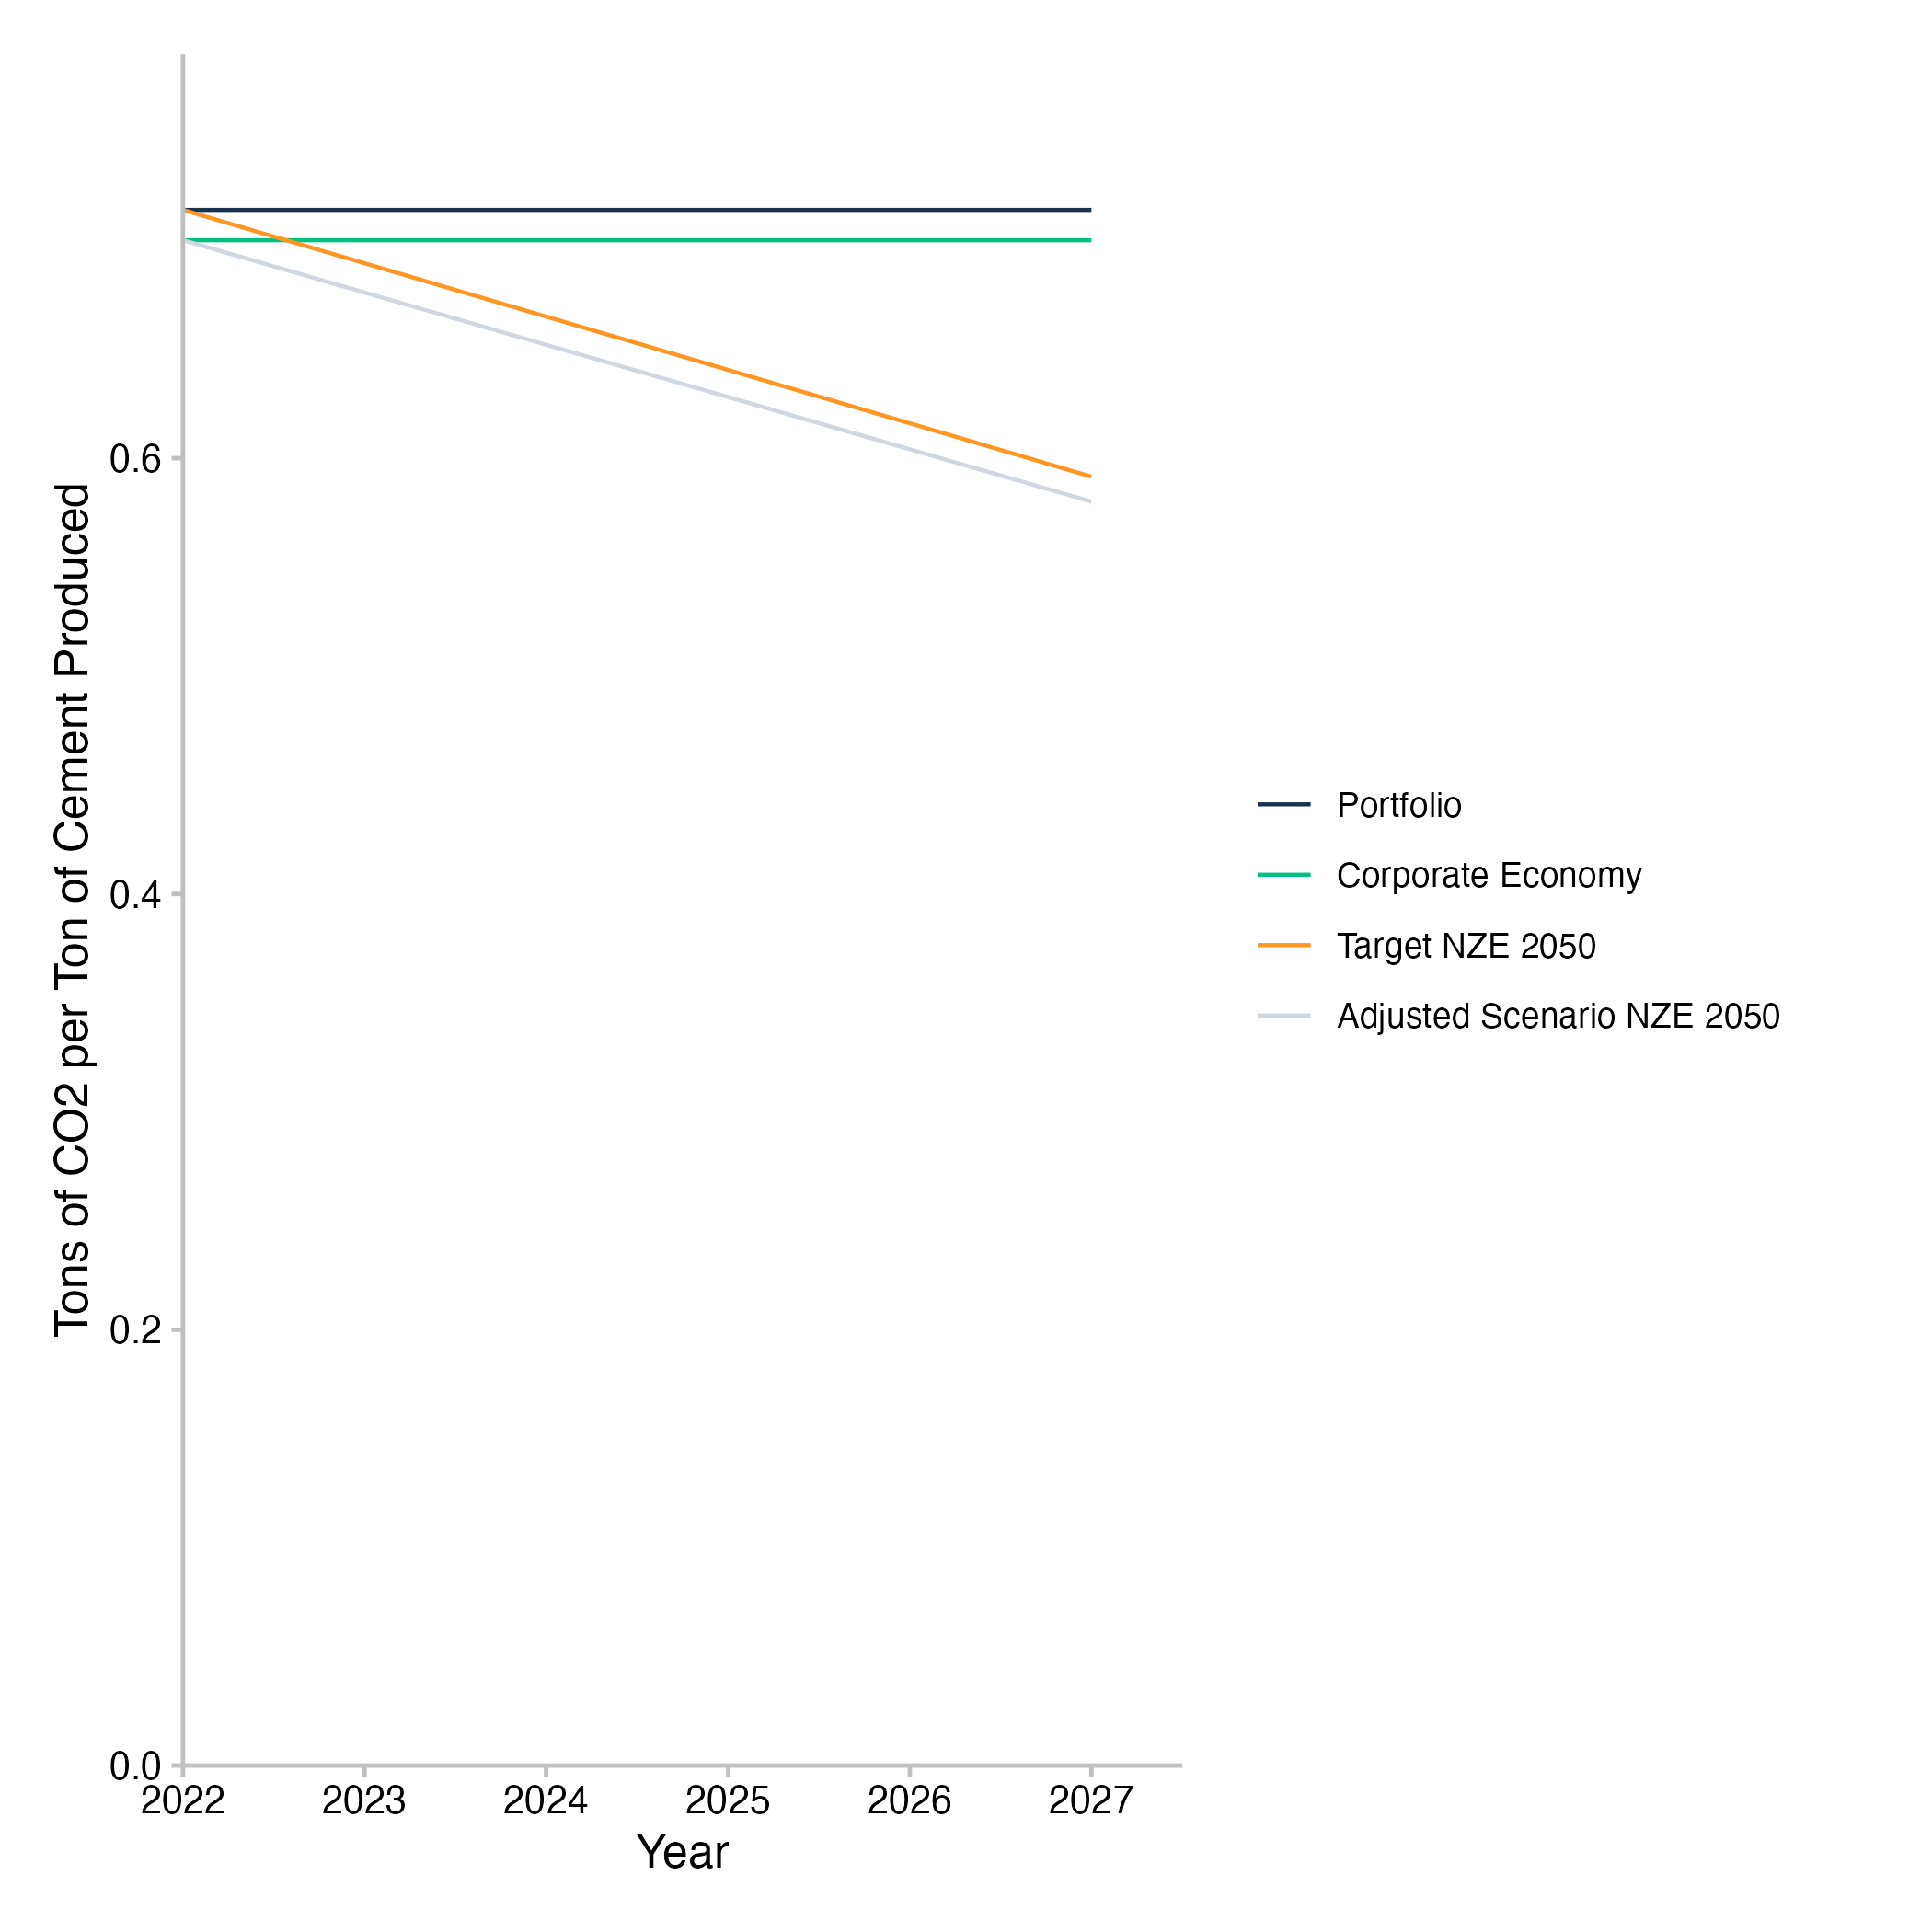 Tons of CO2 per Ton of Cement Produced
0.6
0.4
0.2
0.0
2022 2023 2024 2025 2026 2027
Year
Portfolio
Corporate Economy
Target NZE 2050
Adjusted Scenario NZE 2050